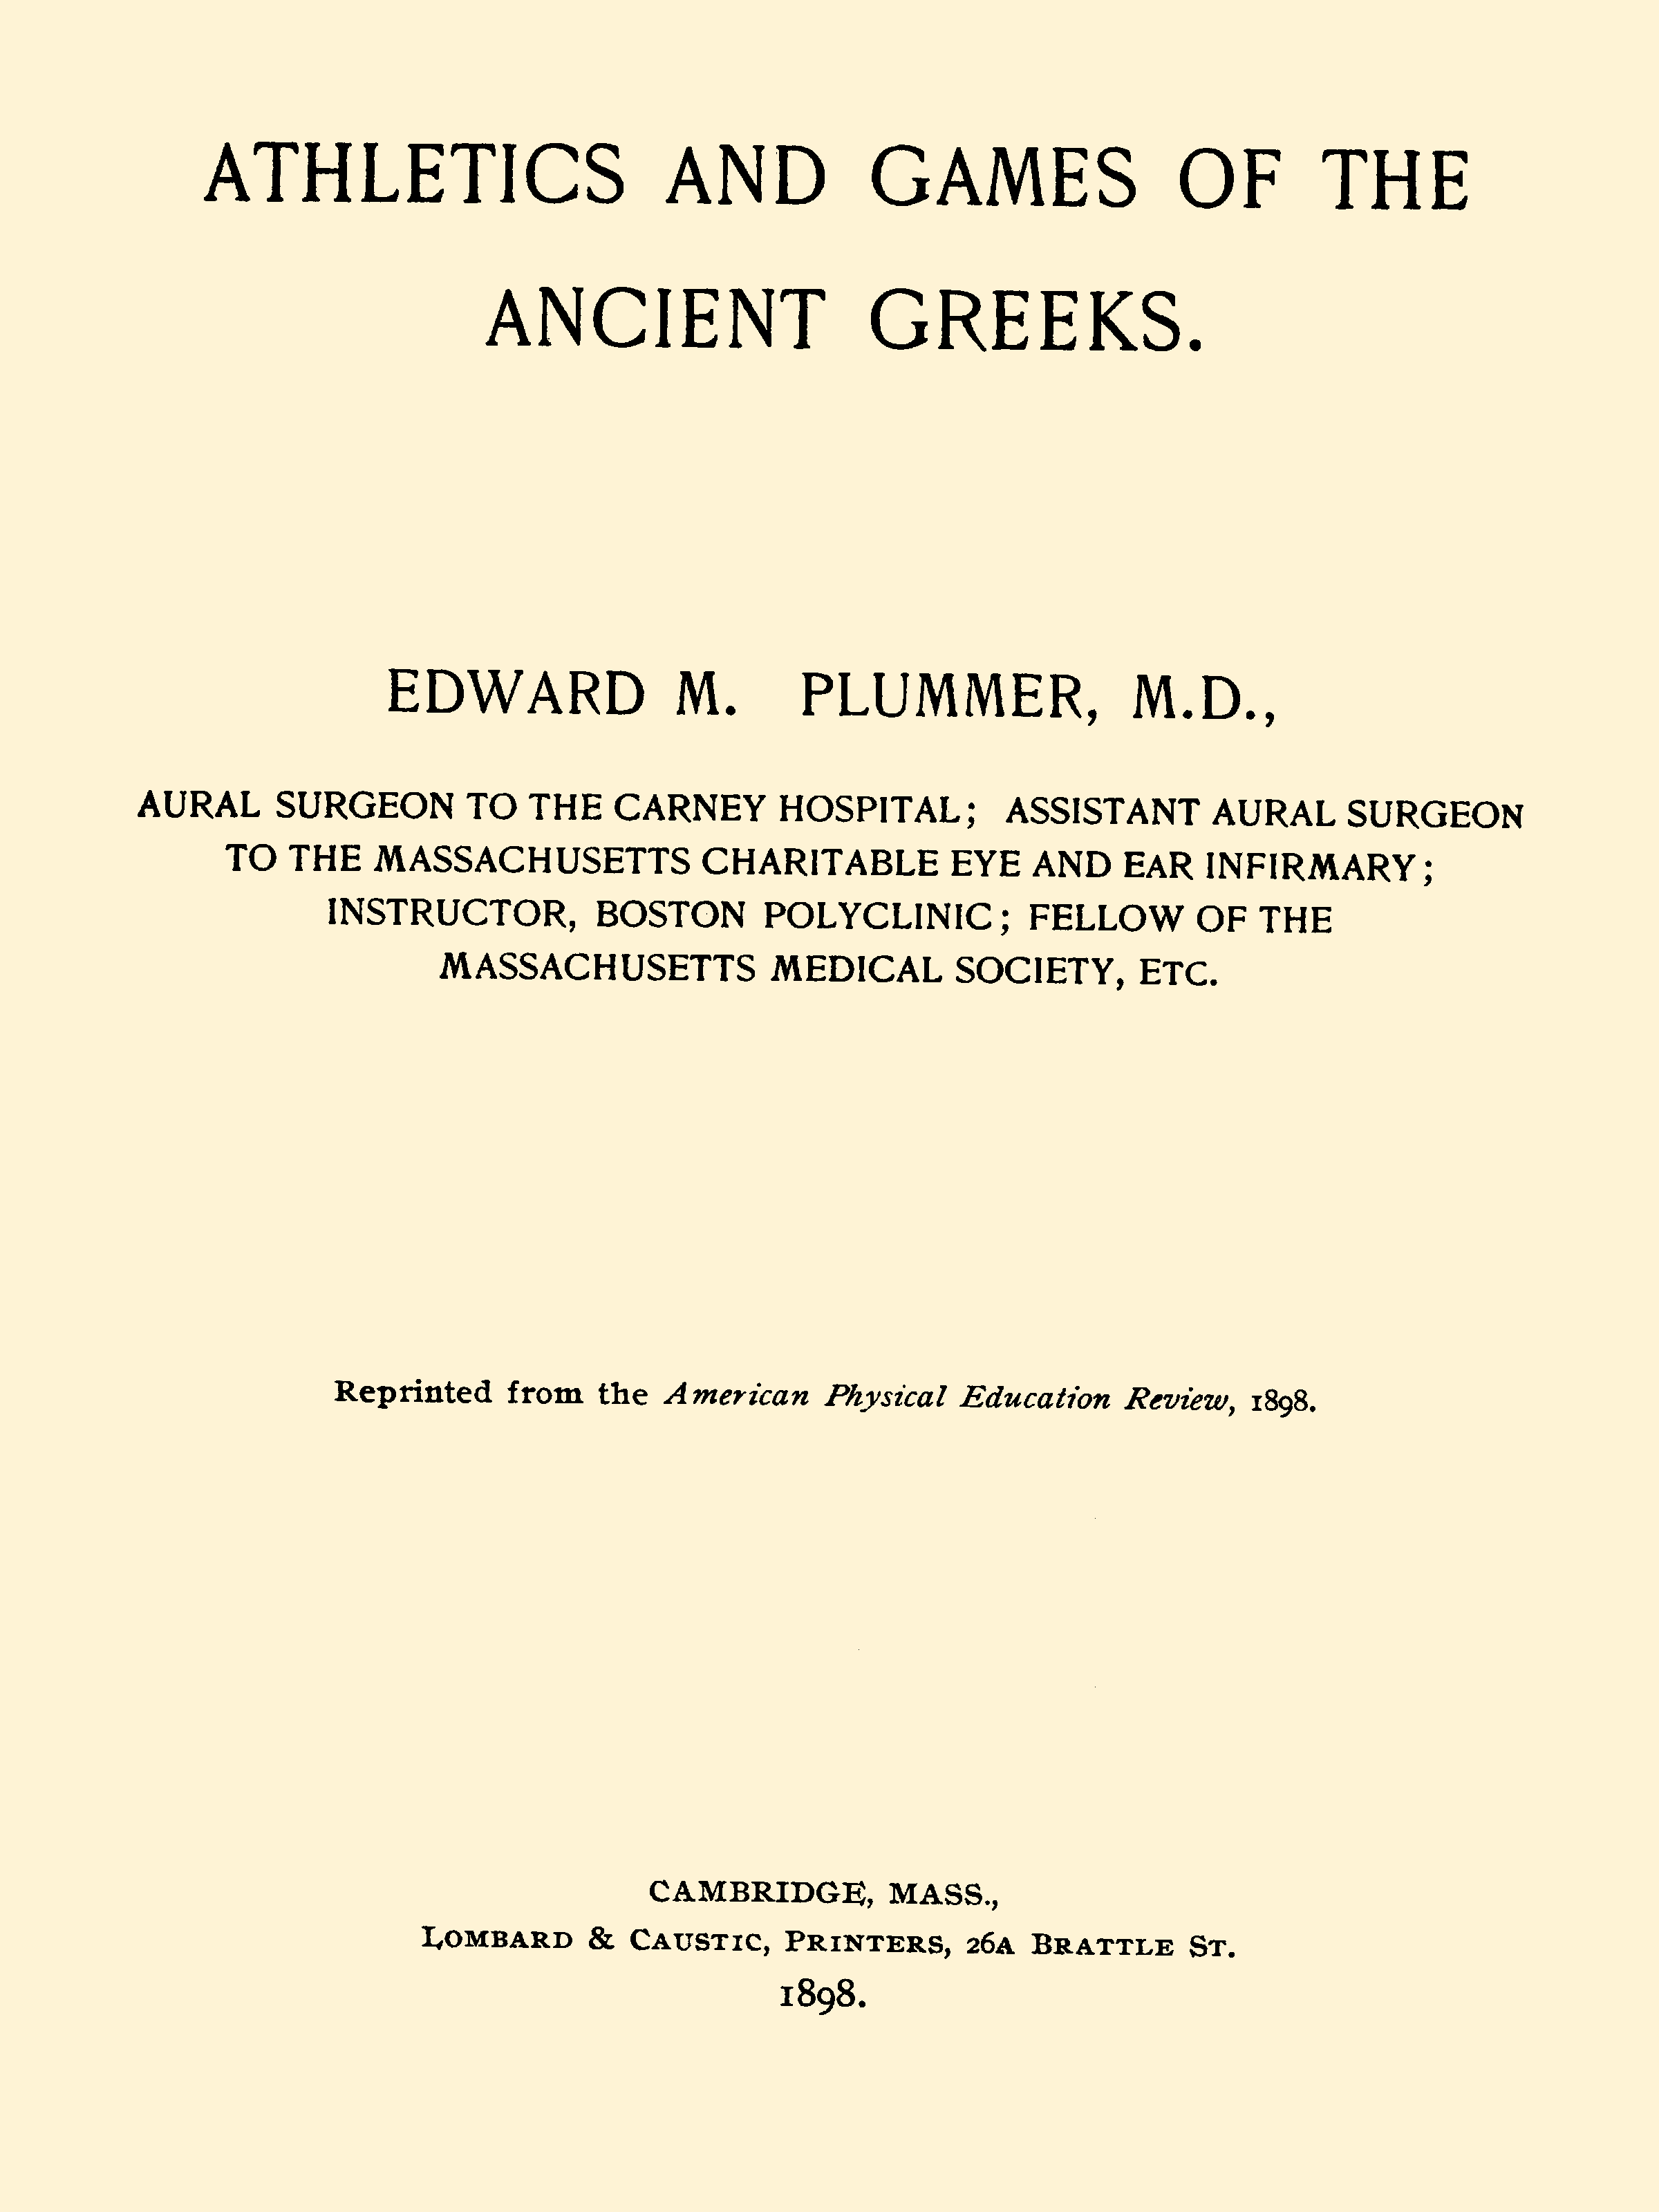 ATHLETICS AND GAMES OF THE
ANCIENT GREEKS.
EDWARD M. PLUMMER, M.D.,
AURAL SURGEON TO THE CARNEY HOSPITAL; ASSISTANT AURAL SURGEON
TO THE MASSACHUSETTS CHARITABLE EYE AND EAR INFIRMARY;
INSTRUCTOR, BOSTON POLYCLINIC; FELLOW OF THE
MASSACHUSETTS MEDICAL SOCIETY, ETC.
Reprinted from the American Physical Education Review, 1898.
CAMBRIDGE, MASS.,
LOMBARD & CAUSTIC, PRINTERS, 26A BRATTLE ST.
1898.